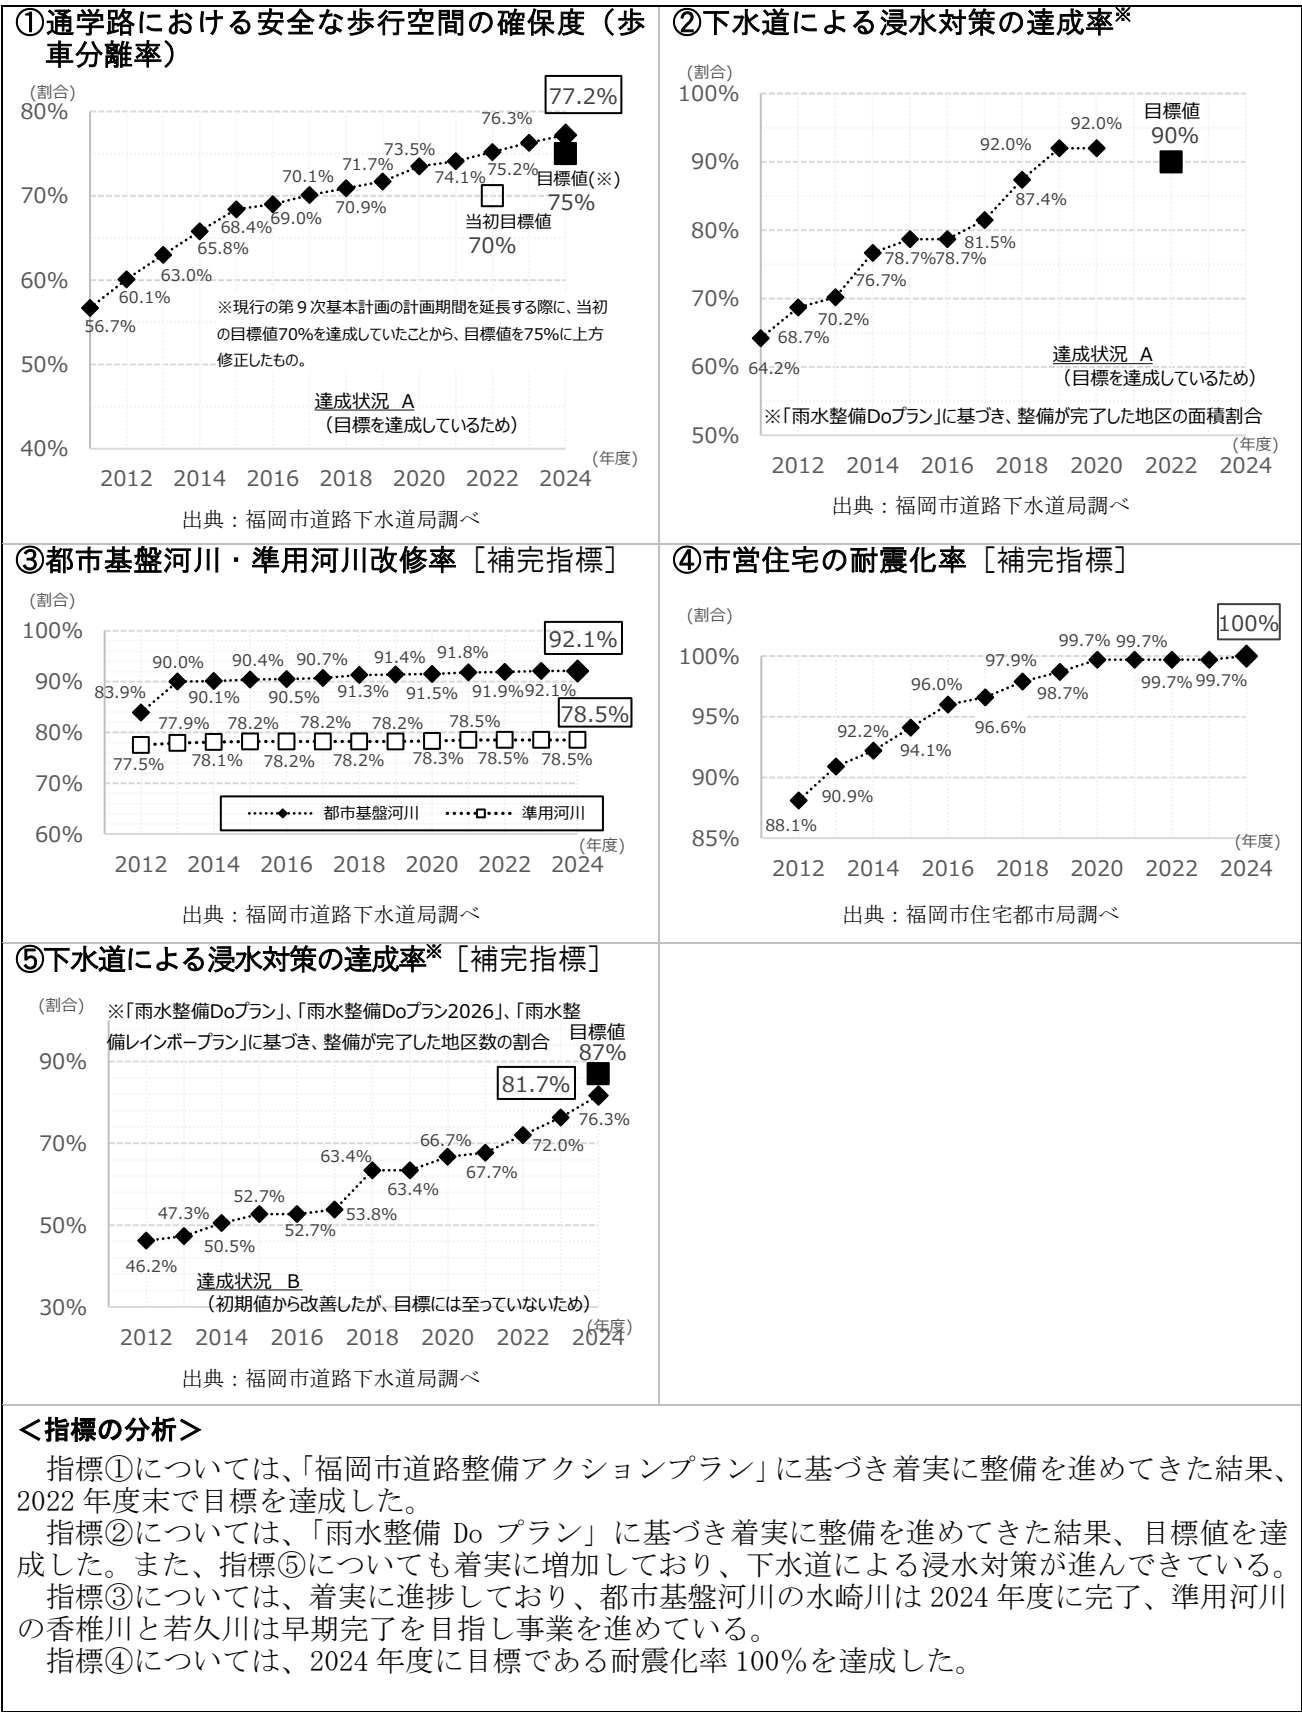 ①通学路における安全な歩行空間の確保度（歩
車分離率）
(割合)
80%
70%
60%
50%
40%
77.2%
76.3%
73.5%
71.7%
70.1%
74.1%
75.2%
70.9%
69.0%
68.4%
65.8%
63.0%
60.1%
56.7%
目標値(※)
75%
当初目標値
70%
※現行の第９次基本計画の計画期間を延長する際に、当初
の目標値70%を達成していたことから、目標値を75%に上方
修正したもの。
達成状況　A
（目標を達成しているため）
(年度)
2012 2014 2016 2018 2020 2022 2024
出典：福岡市道路下水道局調べ
②下水道による浸水対策の達成率※
(割合)
100%
90%
80%
70%
60%
50%
目標値
90%
92.0%
92.0%
87.4%
81.5%
78.7%
78.7%
76.7%
70.2%
68.7%
64.2%
達成状況　A
（目標を達成しているため）
※「雨水整備Doプラン」に基づき、整備が完了した地区の面積割合
(年度)
2012 2014 2016 2018 2020 2022 2024
出典：福岡市道路下水道局調べ
③都市基盤河川・準用河川改修率［補完指標］
(割合)
100%
90%
80%
70%
60%
92.1%
83.9%
90.0%
90.1%
90.4%
90.5%
90.7%
91.3%
91.4%
91.5%
91.8%
91.9%
92.1%
78.5%
77.5%
77.9%
78.1%
78.2%
78.2%
78.2%
78.2%
78.2%
78.3%
78.5%
78.5%
78.5%
都市基盤河川
準用河川
(年度)
2012 2014 2016 2018 2020 2022 2024
出典：福岡市道路下水道局調べ
④市営住宅の耐震化率［補完指標］
(割合)
100%
95%
90%
85%
100%
99.7% 99.7%
99.7% 99.7%
98.7%
97.9%
96.6%
96.0%
94.1%
92.2%
90.9%
88.1%
(年度)
2012 2014 2016 2018 2020 2022 2024
出典：福岡市住宅都市局調べ
⑤下水道による浸水対策の達成率※［補完指標］
(割合)
※「雨水整備Doプラン」、「雨水整備Doプラン2026」、「雨水整
備レインボープラン」に基づき、整備が完了した地区数の割合
90%
70%
50%
30%
目標値
87%
81.7%
76.3%
72.0%
67.7%
66.7%
63.4%
63.4%
53.8%
52.7%
52.7%
50.5%
47.3%
46.2%
達成状況　B
（初期値から改善したが、目標には至っていないため）
(年度)
2012 2014 2016 2018 2020 2022 2024
出典：福岡市道路下水道局調べ
＜指標の分析＞
指標①については、「福岡市道路整備アクションプラン」に基づき着実に整備を進めてきた結果、
2022 年度末で目標を達成した。
指標②については、「雨水整備 Do プラン」に基づき着実に整備を進めてきた結果、目標値を達
成した。また、指標⑤についても着実に増加しており、下水道による浸水対策が進んできている。
指標③については、着実に進捗しており、都市基盤河川の水崎川は 2024 年度に完了、準用河川
の香椎川と若久川は早期完了を目指し事業を進めている。
指標④については、2024 年度に目標である耐震化率 100％を達成した。